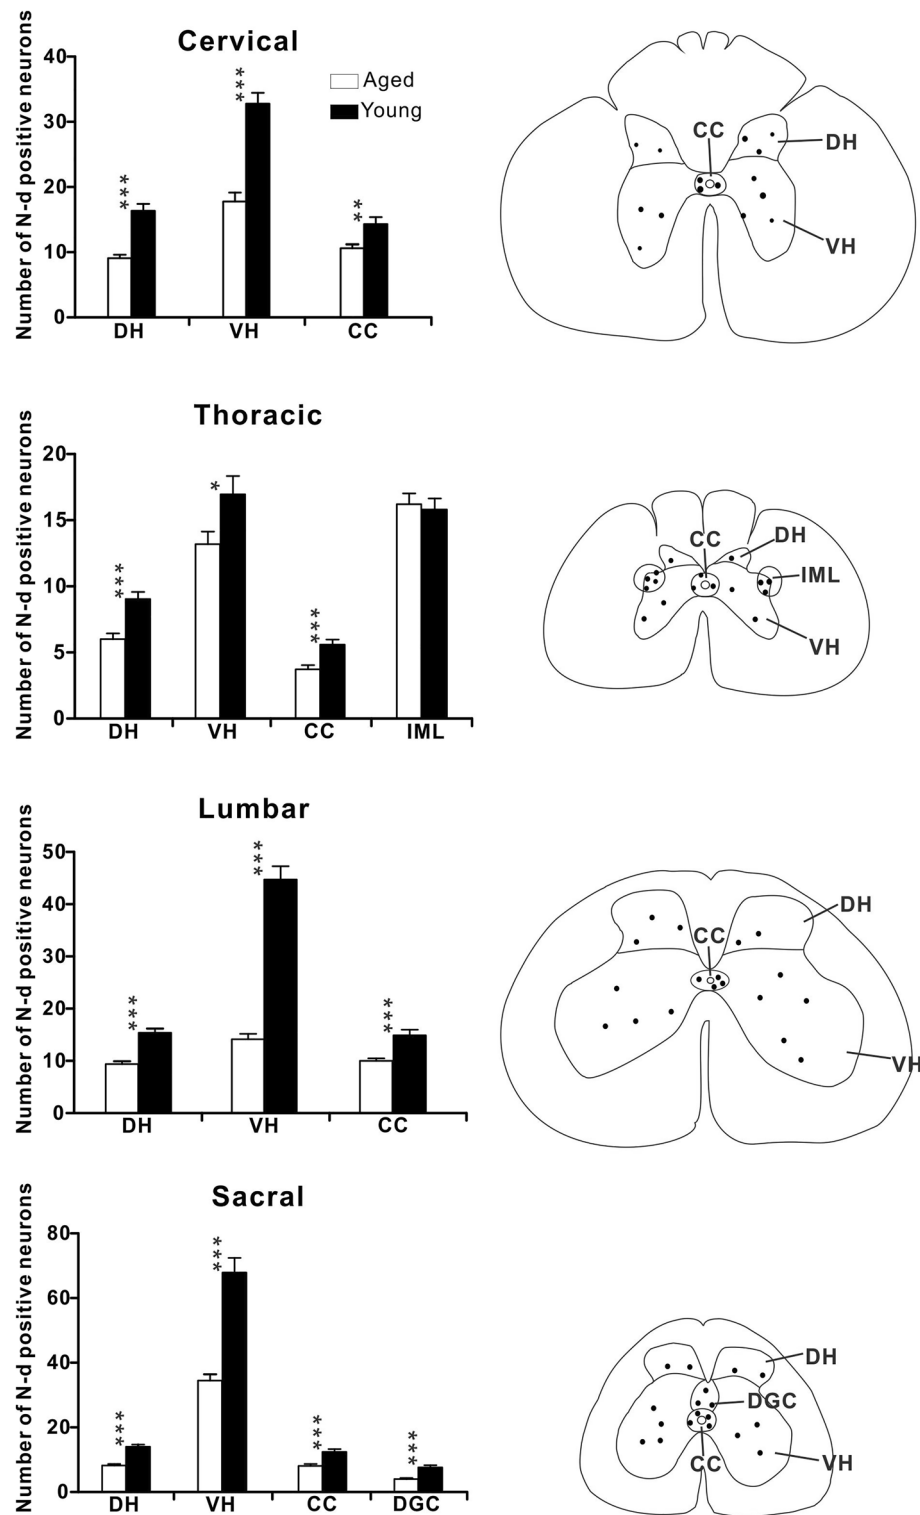 Cervical
Number of N-d positive neurons
40
30
20
10
0
***
***
**
Aged
Young
DH
VH
CC
CC
DH
VH
Thoracic
Number of N-d positive neurons
20
15
10
5
0
***
*
***
DH
VH
CC
IML
CC
DH
IML
VH
Lumbar
Number of N-d positive neurons
50
40
30
20
10
0
***
***
***
DH
VH
CC
DH
CC
VH
Sacral
Number of N-d positive neurons
80
60
40
20
0
***
***
***
***
DH
VH
CC
DGC
DH
DGC
VH
CC